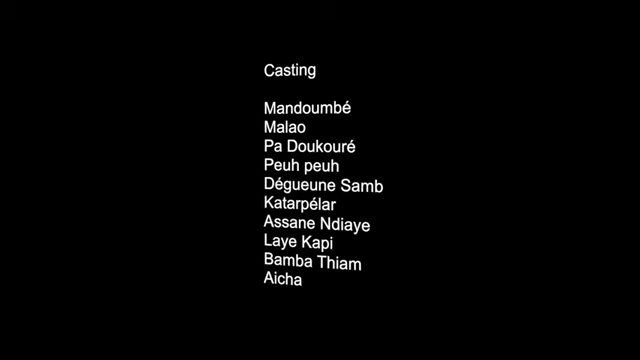 Casting
Mandoumbé
Malao
Pa Doukouré
Peuh peuh
Dégueune Samb
Katarpélar
Assane Ndiaye
Laye Kapi
Bamba Thiam
Aicha